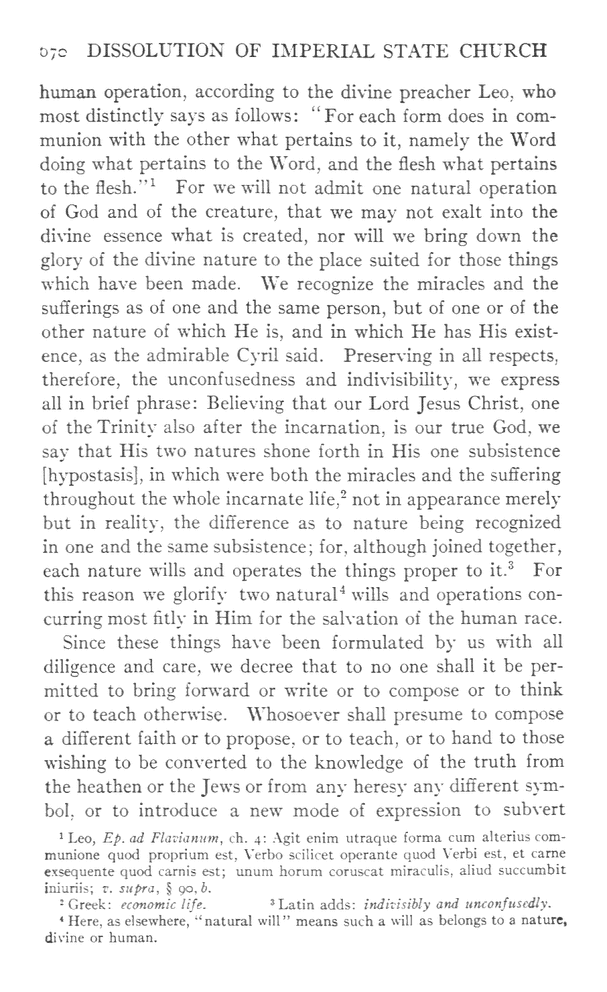 670 DISSOLUTION OF IMPERIAL STATE CHURCH
human operation, according to the divine preacher Leo, who
most distinctly says as follows: “For each form does in com-
munion with the other what pertains to it, namely the Word
doing what pertains to the Word, and the flesh what pertains
to the flesh.”¹ For we will not admit one natural operation
of God and of the creature, that we may not exalt into the
divine essence what is created, nor will we bring down the
glory of the divine nature to the place suited for those things
which have been made. We recognize the miracles and the
sufferings as of one and the same person, but of one or of the
other nature of which He is, and in which He has His exist-
ence, as the admirable Cyril said. Preserving in all respects,
therefore, the unconfusedness and indivisibility, we express
all in brief phrase: Believing that our Lord Jesus Christ, one
of the Trinity also after the incarnation, is our true God, we
say that His two natures shone forth in His one subsistence
[hypostasis], in which were both the miracles and the suffering
throughout the whole incarnate life,² not in appearance merely
but in reality, the difference as to nature being recognized
in one and the same subsistence; for, although joined together,
each nature wills and operates the things proper to it.³ For
this reason we glorify two natural⁴ wills and operations con-
curring most fitly in Him for the salvation of the human race.
Since these things have been formulated by us with all
diligence and care, we decree that to no one shall it be per-
mitted to bring forward or write or to compose or to think
or to teach otherwise. Whosoever shall presume to compose
a different faith or to propose, or to teach, or to hand to those
wishing to be converted to the knowledge of the truth from
the heathen or the Jews or from any heresy any different sym-
bol, or to introduce a new mode of expression to subvert
¹ Leo, Ep. ad Flavianum, ch. 4: Agit enim utraque forma cum alterius com-
munione quod proprium est, Verbo scilicet operante quod Verbi est, et carne
exsequente quod carnis est; unum horum coruscat miraculis, aliud succumbit
iniuriis; v. supra, § 90, b.
² Greek: economic life. ³ Latin adds: indivisibly and unconfusedly.
⁴ Here, as elsewhere, “natural will” means such a will as belongs to a nature,
divine or human.